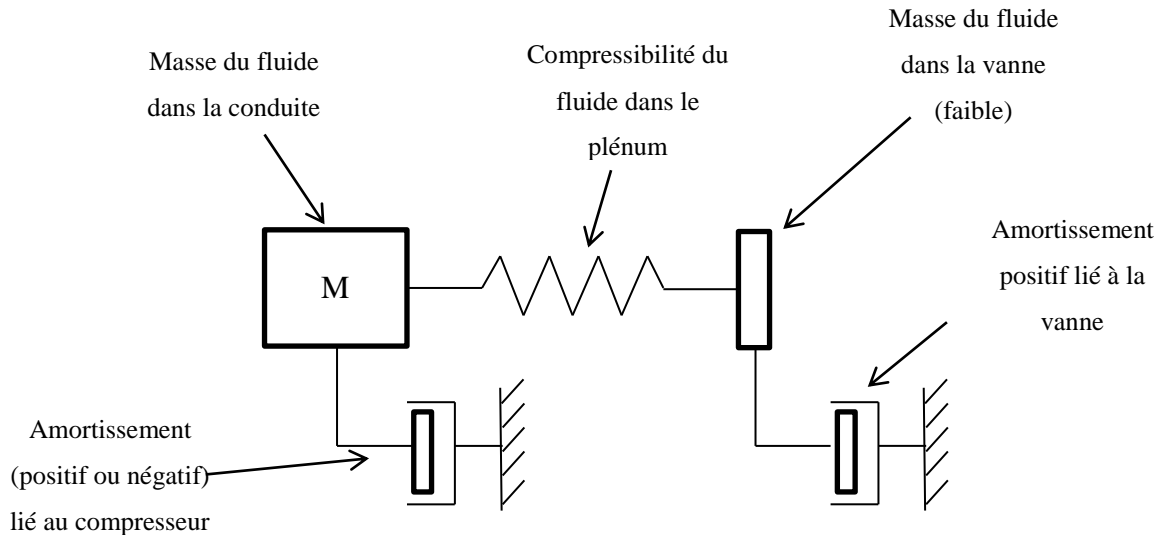 Masse du fluide
dans la conduite
Compressibilité du
fluide dans le
plénum
Masse du fluide
dans la vanne
(faible)
Amortissement
positif lié à la
vanne
M
Amortissement
(positif ou négatif)
lié au compresseur